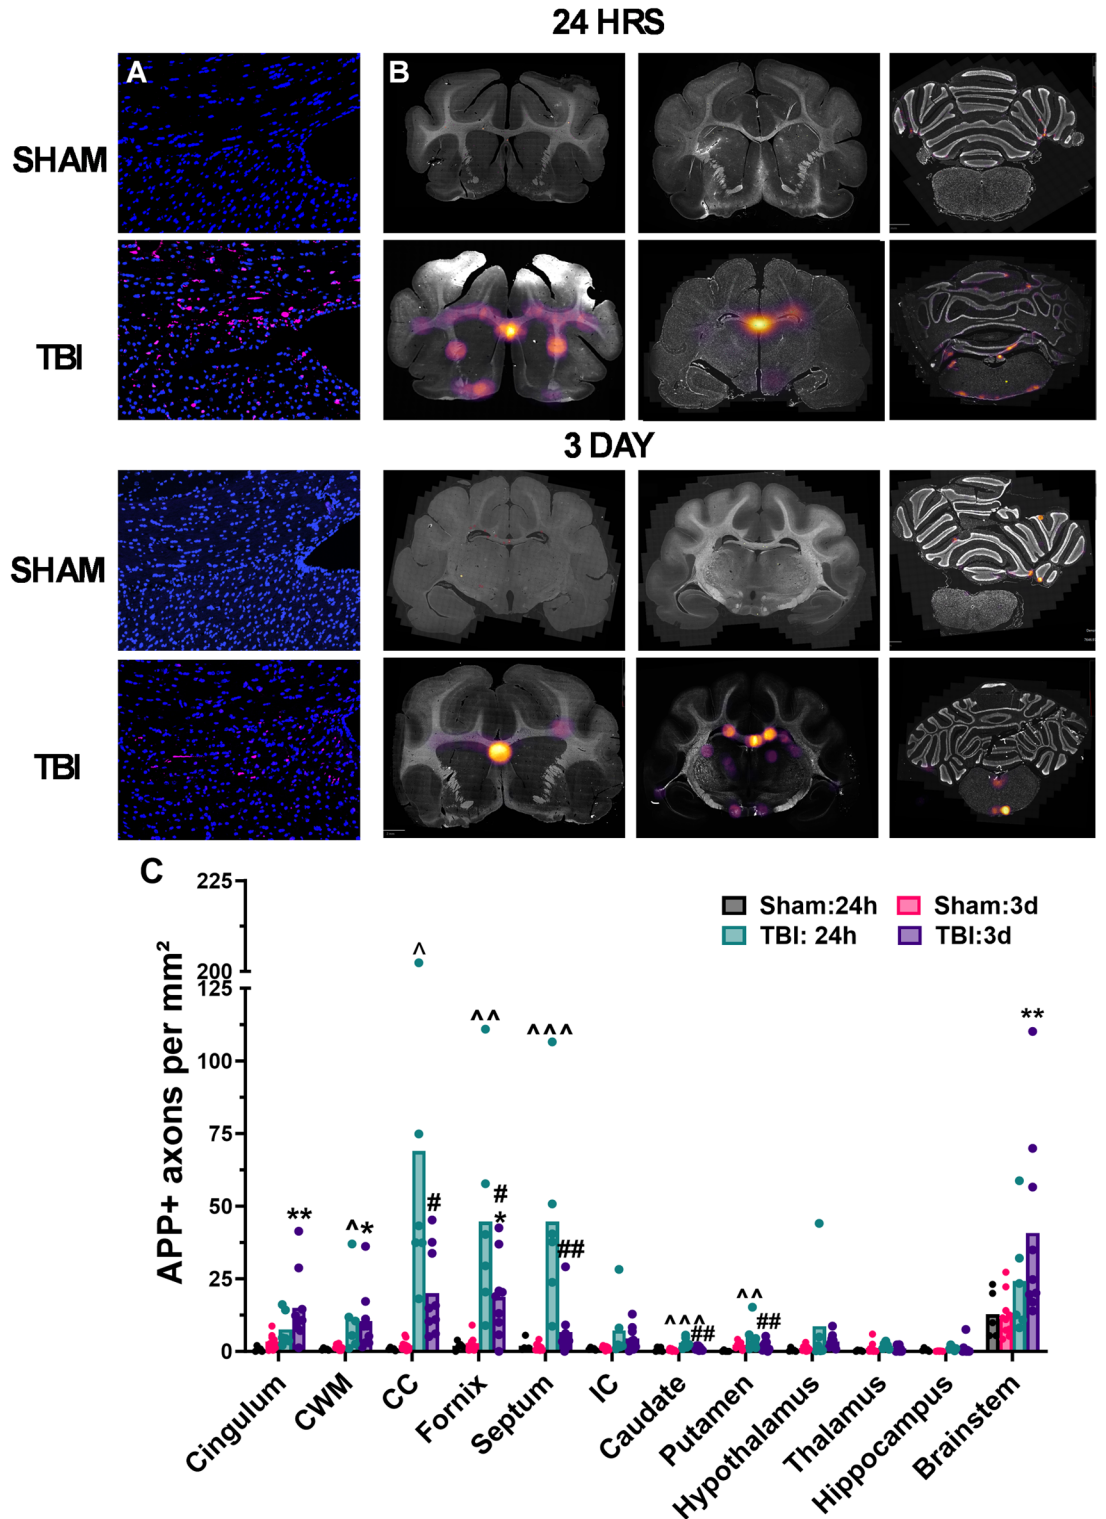 24 HRS
A
B
SHAM
TBI
3 DAY
SHAM
TBI
C
225
200
125
100
75
50
25
0
APP+ axons per mm²
Sham:24h
Sham:3d
TBI: 24h
TBI:3d
**
^*
^
#
^^
#
*
^^^
##
^^^
##
^^
##
**
Cingulum
CWM
CC
Fornix
Septum
IC
Caudate
Putamen
Hypothalamus
Thalamus
Hippocampus
Brainstem